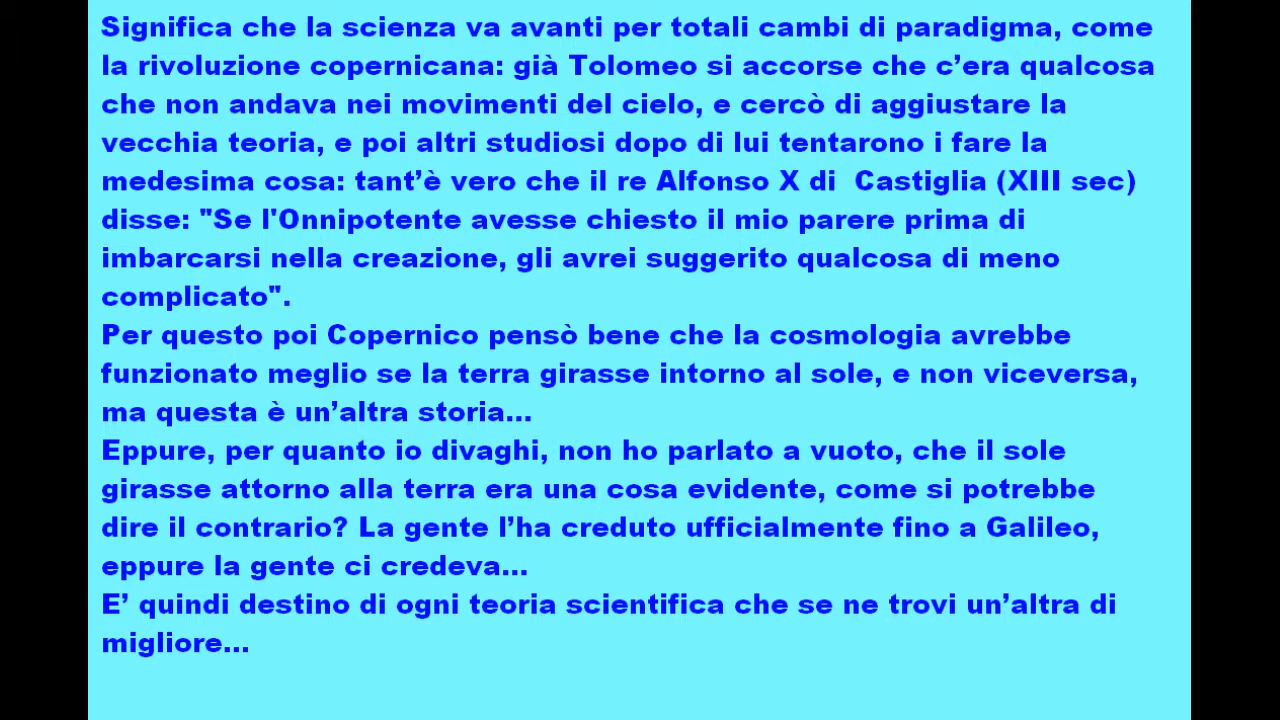 Significa che la scienza va avanti per totali cambi di paradigma, come
la rivoluzione copernicana: già Tolomeo si accorse che c’era qualcosa
che non andava nei movimenti del cielo, e cercò di aggiustare la
vecchia teoria, e poi altri studiosi dopo di lui tentarono i fare la
medesima cosa: tant’è vero che il re Alfonso X di  Castiglia (XIII sec)
disse: "Se l'Onnipotente avesse chiesto il mio parere prima di
imbarcarsi nella creazione, gli avrei suggerito qualcosa di meno
complicato".
Per questo poi Copernico pensò bene che la cosmologia avrebbe
funzionato meglio se la terra girasse intorno al sole, e non viceversa,
ma questa è un’altra storia...
Eppure, per quanto io divaghi, non ho parlato a vuoto, che il sole
girasse attorno alla terra era una cosa evidente, come si potrebbe
dire il contrario? La gente l’ha creduto ufficialmente fino a Galileo,
eppure la gente ci credeva...
E’ quindi destino di ogni teoria scientifica che se ne trovi un’altra di
migliore...